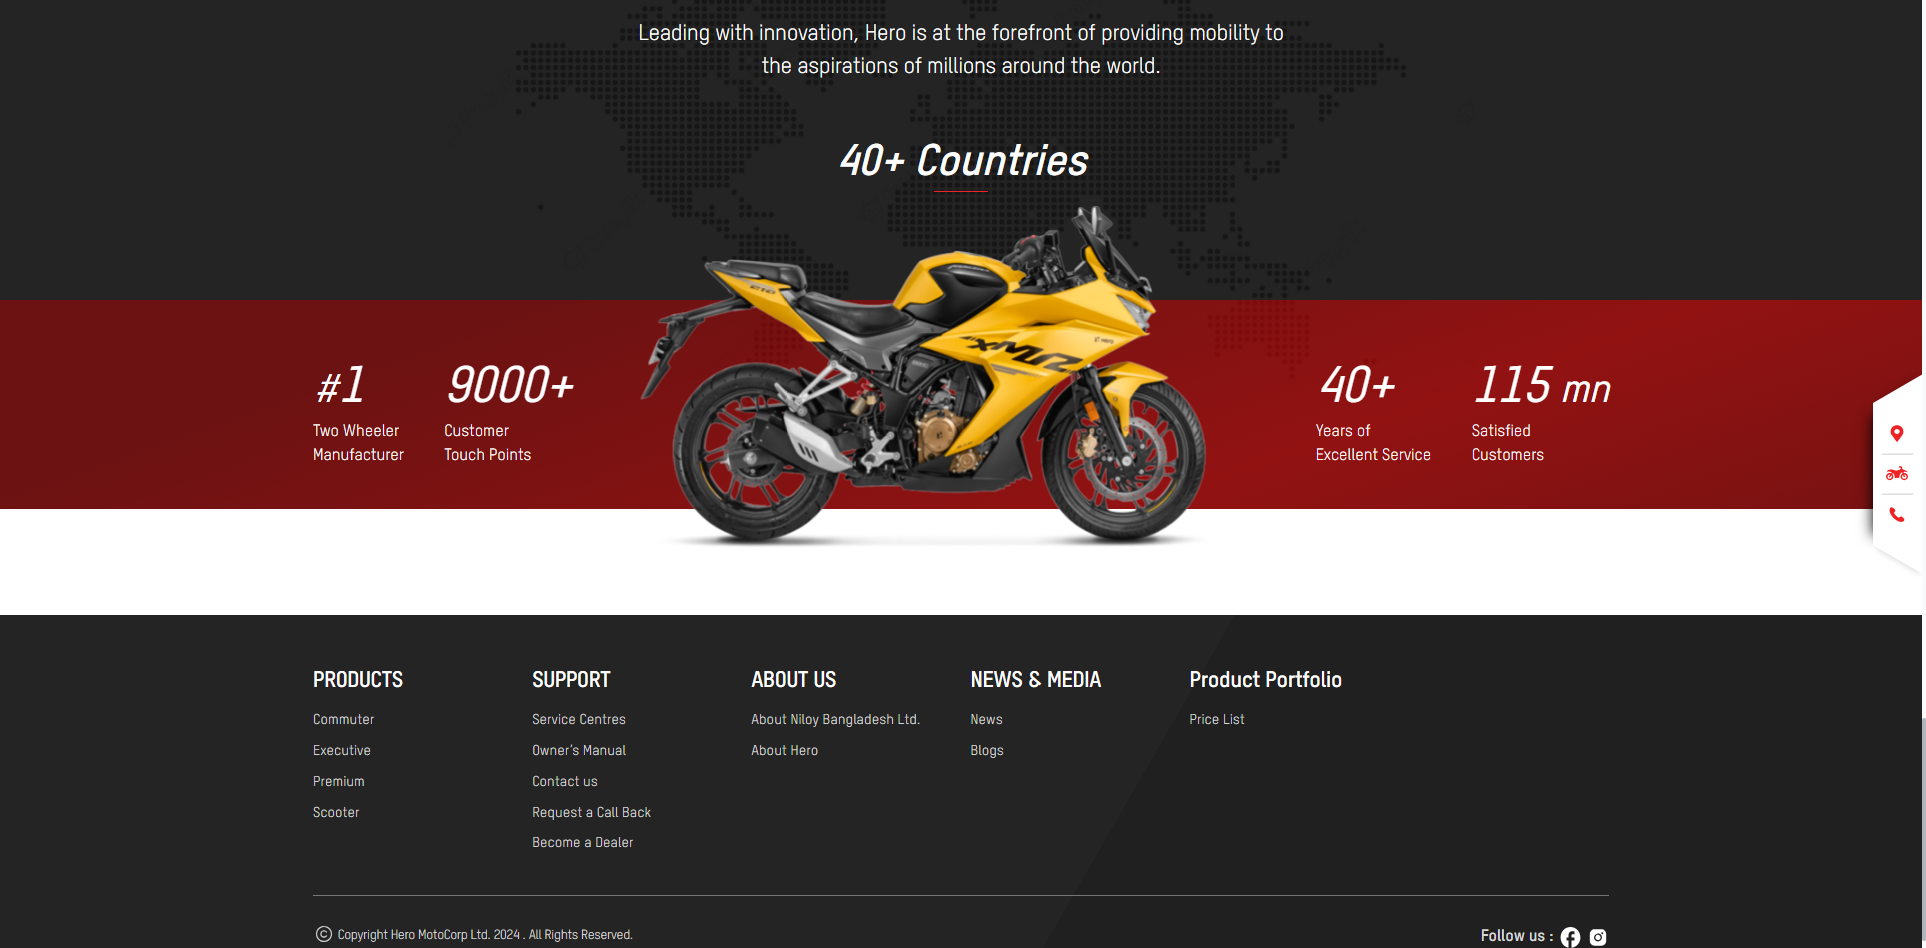 Leading with innovation, Hero is at the forefront of providing mobility to
the aspirations of millions around the world.
40+ Countries
210
XMR
Hero
#1
Two Wheeler
Manufacturer
9000+
Customer
Touch Points
40+
Years of
Excellent Service
115 mn
Satisfied
Customers
PRODUCTS
Commuter
Executive
Premium
Scooter
SUPPORT
Service Centres
Owner's Manual
Contact us
Request a Call Back
Become a Dealer
ABOUT US
About Niloy Bangladesh Ltd.
About Hero
NEWS & MEDIA
News
Blogs
Product Portfolio
Price List
© Copyright Hero MotoCorp Ltd. 2024 . All Rights Reserved.
Follow us :